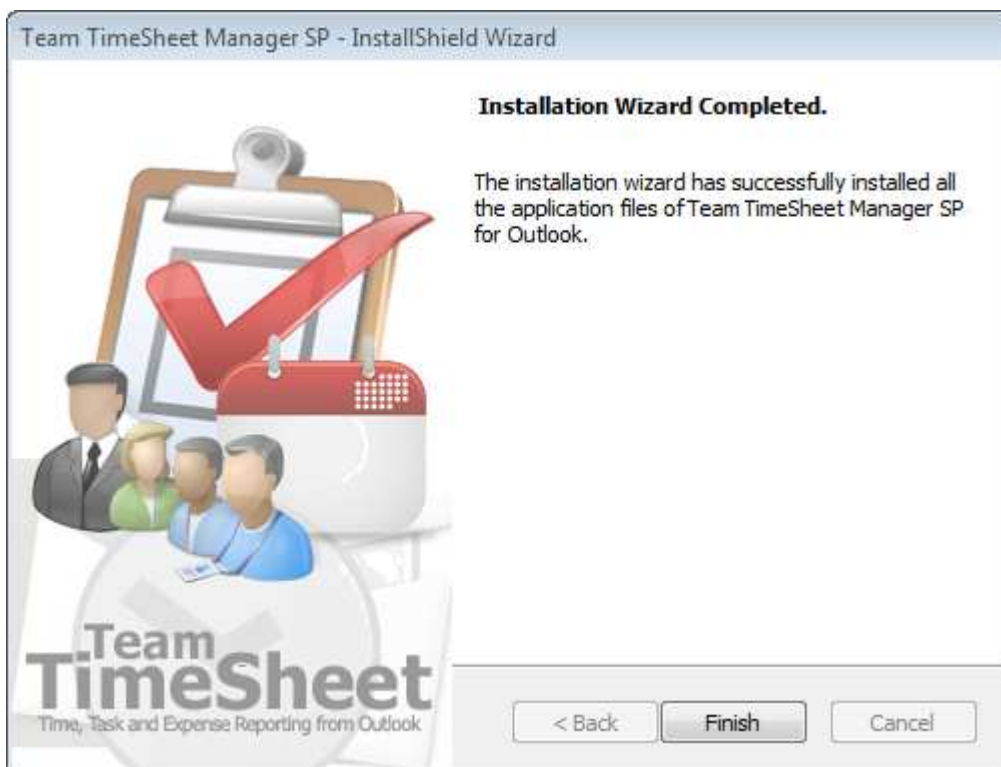 Team TimeSheet Manager SP - InstallShield Wizard
Installation Wizard Completed.
The installation wizard has successfully installed all
the application files of Team TimeSheet Manager SP
for Outlook.
Team
TimeSheet
Time, Task and Expense Reporting from Outlook
< Back
Finish
Cancel